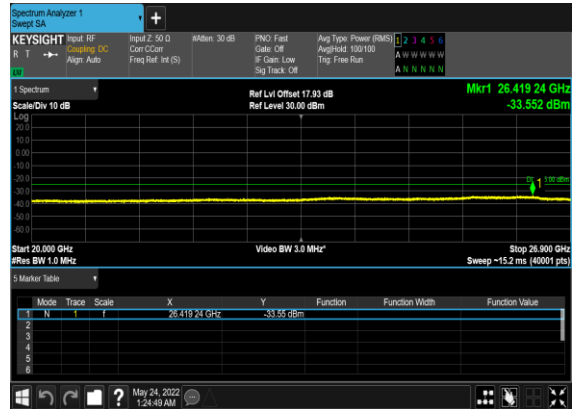 Spectrum Analyzer 1
Swept SA
+
KEYSIGHT Input: RF Input Z: 50 Ω #Atten: 30 dB PNO: Fast Avg Type: Power (RMS) 1 2 3 4 5 6
R T Coupling: DC Corr CCorr Gate: Off Avg|Hold: 100/100 A W W W W W
Align: Auto Freq Ref: Int (S) IF Gain: Low Trig: Free Run
Sig Track: Off A N N N N N
1 Spectrum Ref Lvl Offset 17.93 dB Mkr1 26.419 24 GHz
Scale/Div 10 dB Ref Level 30.00 dBm -33.552 dBm
Log
20.0
10.0
0.00
-10.0
-20.0
1
-30.0
-40.0
-50.0
-60.0
Start 20.000 GHz Video BW 3.0 MHz* Stop 26.900 GHz
#Res BW 1.0 MHz Sweep ~15.2 ms (40001 pts)
5 Marker Table
Mode Trace Scale X Y Function Function Width Function Value
1 N 1 f 26.419 24 GHz -33.55 dBm
2
3
4
5
6
? May 24, 2022
1:24:49 AM